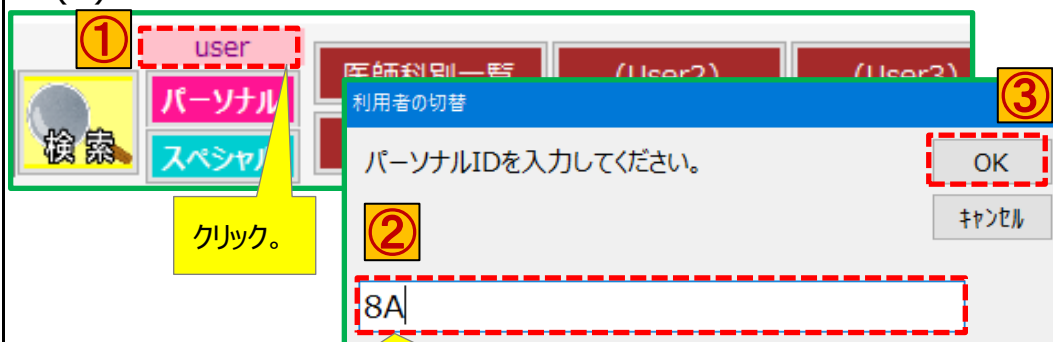 ①
user
医師科別一覧
(User2)
(User3)
パーソナル
検索
スペシャル
利用者の切替
③
パーソナルIDを入力してください。
OK
キャンセル
クリック。
②
8A